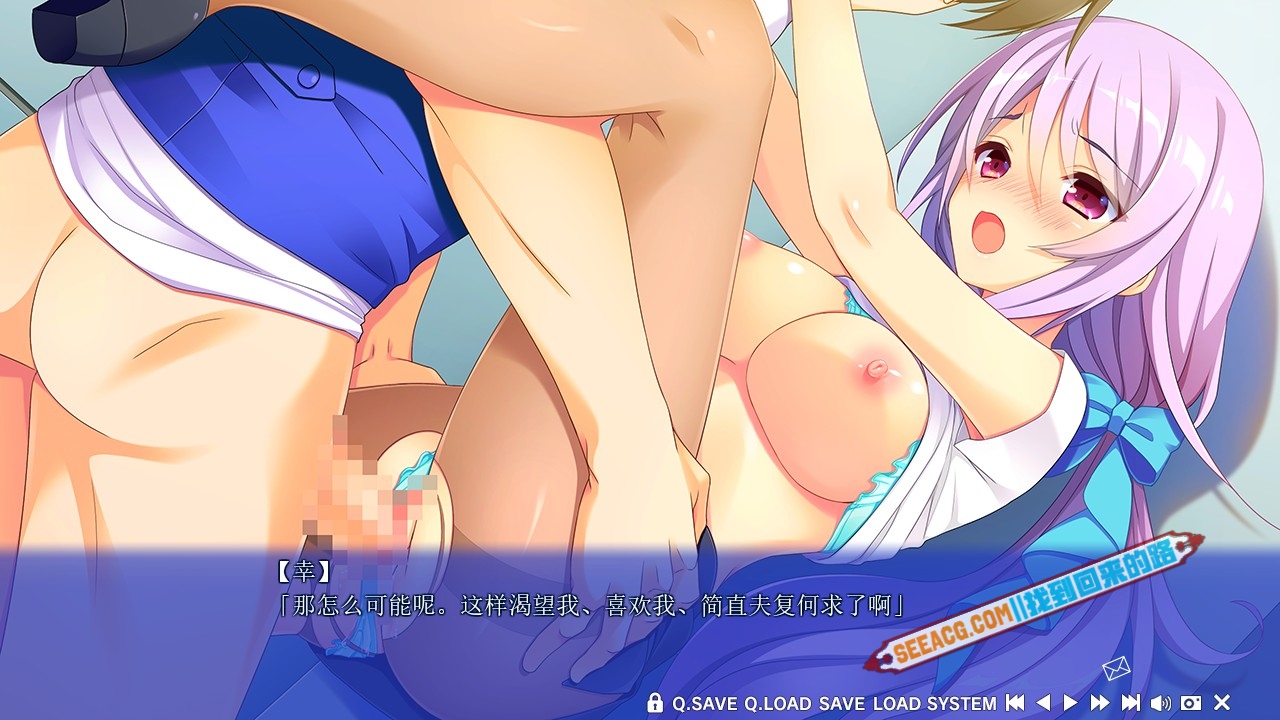 【幸】
「那怎么可能呢。这样渴望我、喜欢我、简直夫复何求了啊」
SEEACG.COM||找到回来的路
Q.SAVE Q.LOAD SAVE LOAD SYSTEM